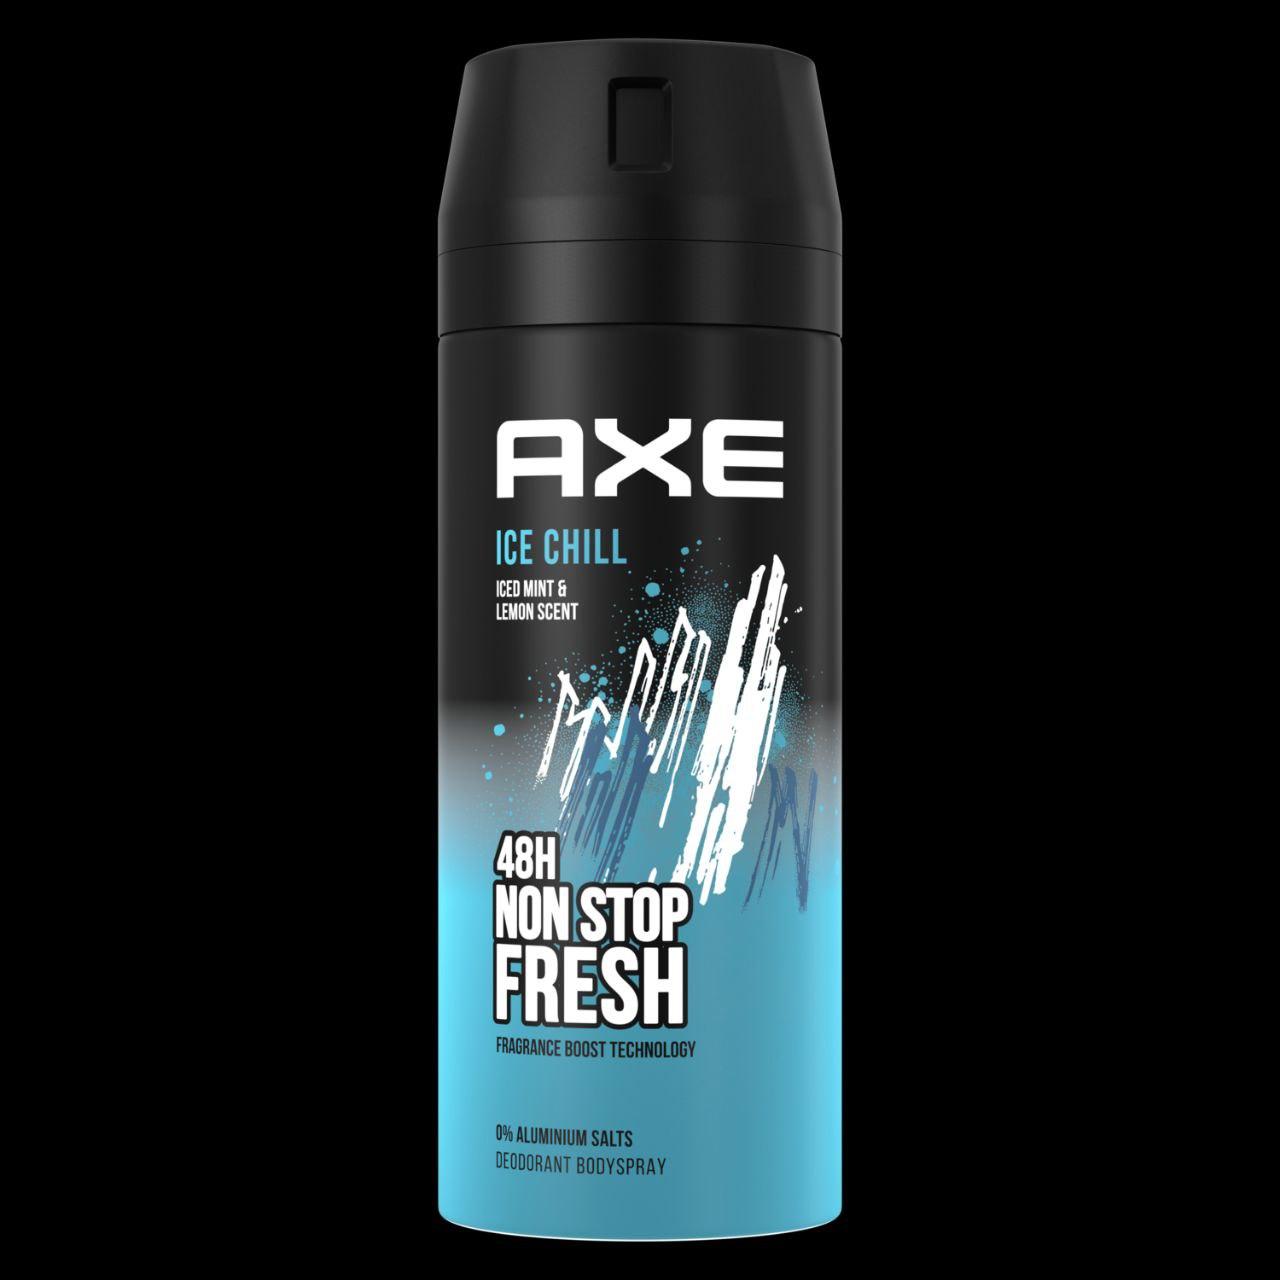 AXE
ICE CHILL
ICED MINT &
LEMON SCENT
48H
NON STOP
FRESH
FRAGRANCE BOOST TECHNOLOGY
0% ALUMINIUM SALTS
DEODORANT BODYSPRAY